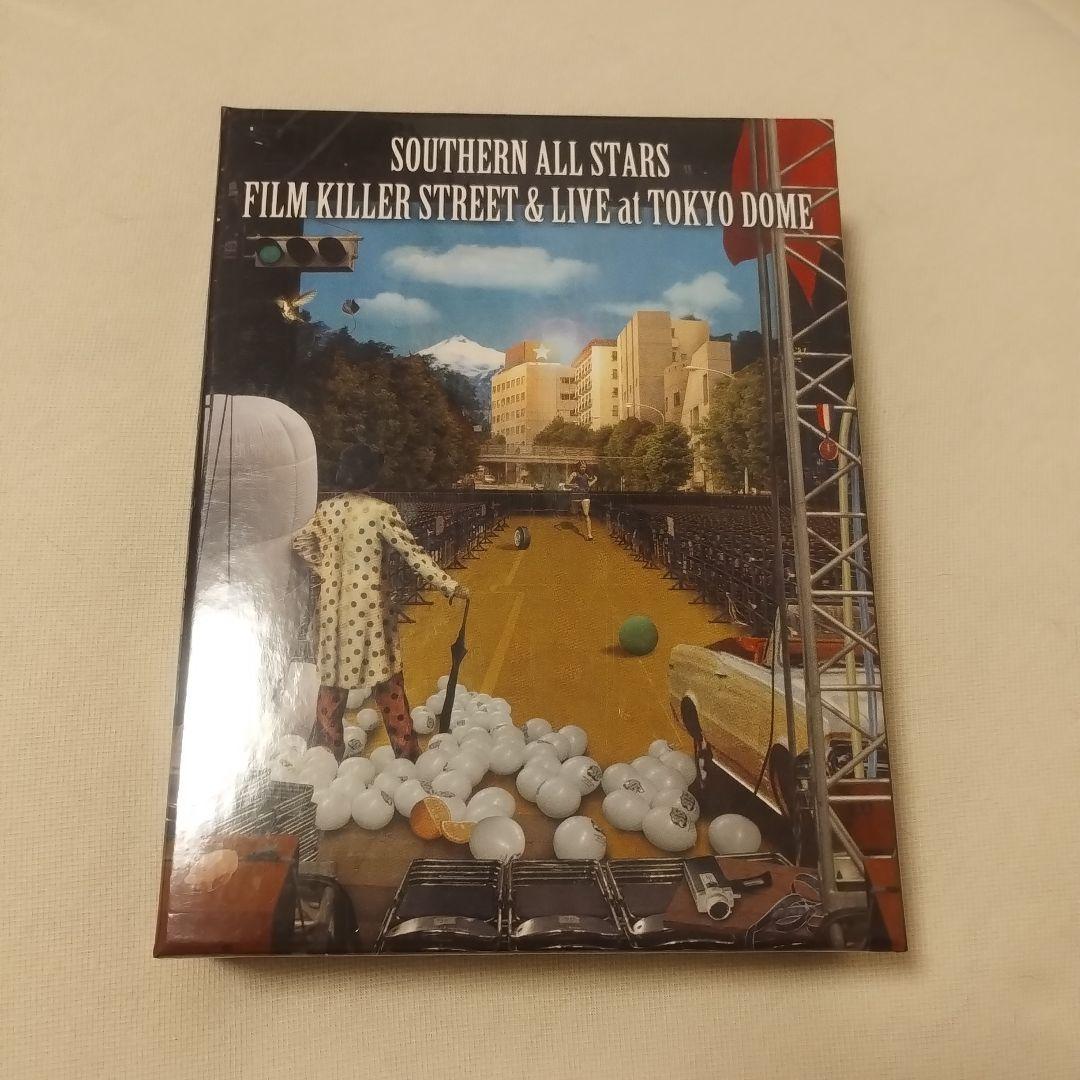 SOUTHERN ALL STARS
FILM KILLER STREET & LIVE at TOKYO DOME